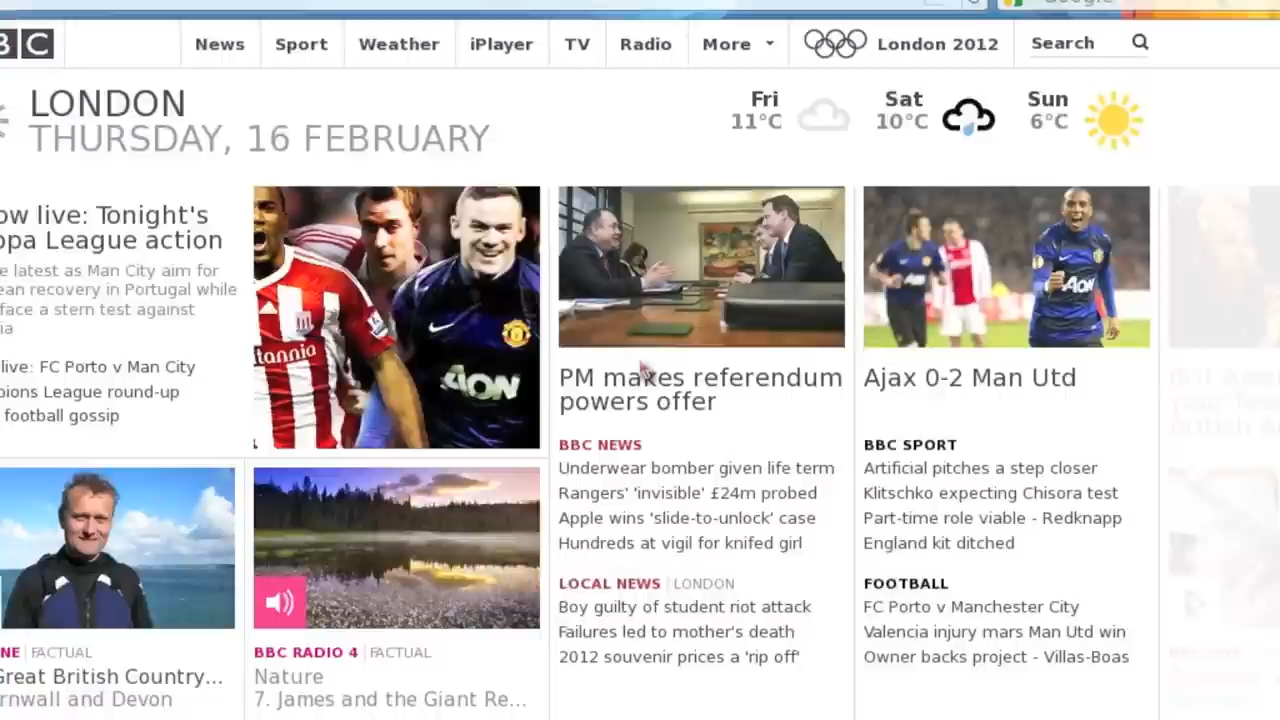 BC
News
Sport
Weather
iPlayer
TV
Radio
More
London 2012
Search
LONDON
THURSDAY, 16 FEBRUARY
Fri
11°C
Sat
10°C
Sun
6°C
ow live: Tonight's
opa League action
e latest as Man City aim for
ean recovery in Portugal while
face a stern test against
ia
live: FC Porto v Man City
pions League round-up
football gossip
tannia
AON
AON
PM makes referendum
powers offer
BBC NEWS
Underwear bomber given life term
Rangers' 'invisible' £24m probed
Apple wins 'slide-to-unlock' case
Hundreds at vigil for knifed girl
LOCAL NEWS | LONDON
Boy guilty of student riot attack
Failures led to mother's death
2012 souvenir prices a 'rip off'
Ajax 0-2 Man Utd
BBC SPORT
Artificial pitches a step closer
Klitschko expecting Chisora test
Part-time role viable - Redknapp
England kit ditched
FOOTBALL
FC Porto v Manchester City
Valencia injury mars Man Utd win
Owner backs project - Villas-Boas
NE | FACTUAL
Great British Country...
rnwall and Devon
BBC RADIO 4 | FACTUAL
Nature
7. James and the Giant Re...